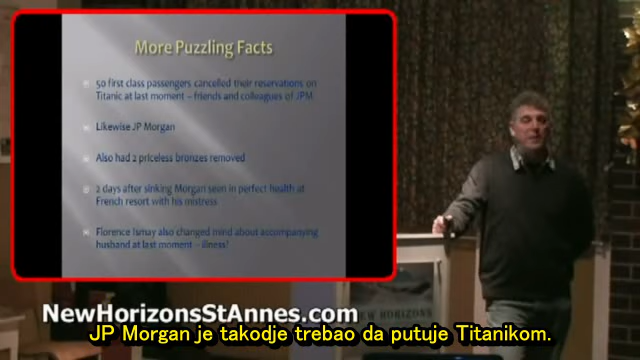 More Puzzling Facts
50 first class passengers cancelled their reservations on
Titanic at last moment – friends and colleagues of JPM
Likewise JP Morgan
Also had 2 priceless bronzes removed
2 days after sinking Morgan seen in perfect health at
French resort with his mistress
Florence Ismay also changed mind about accompanying
husband at last moment – illness?
NEW HORIZONS
NewHorizonsStAnnes.com
JP Morgan je takodje trebao da putuje Titanikom.